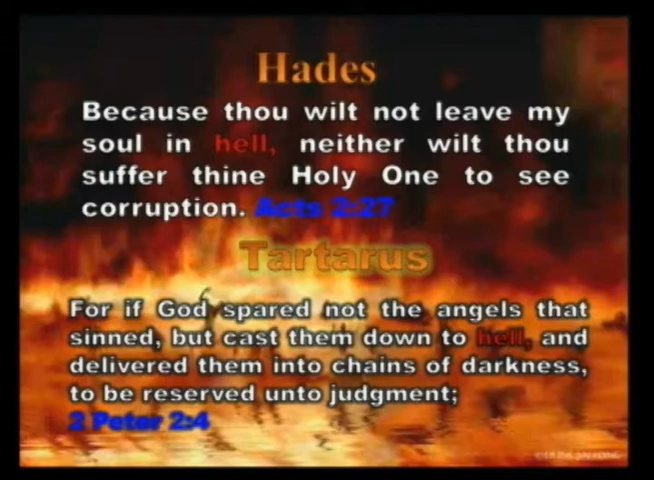 Hades
Because thou wilt not leave my
soul in hell, neither wilt thou
suffer thine Holy One to see
corruption. Acts 2:27
Tartarus
For if God spared not the angels that
sinned, but cast them down to hell, and
delivered them into chains of darkness,
to be reserved unto judgment;
2 Peter 2:4